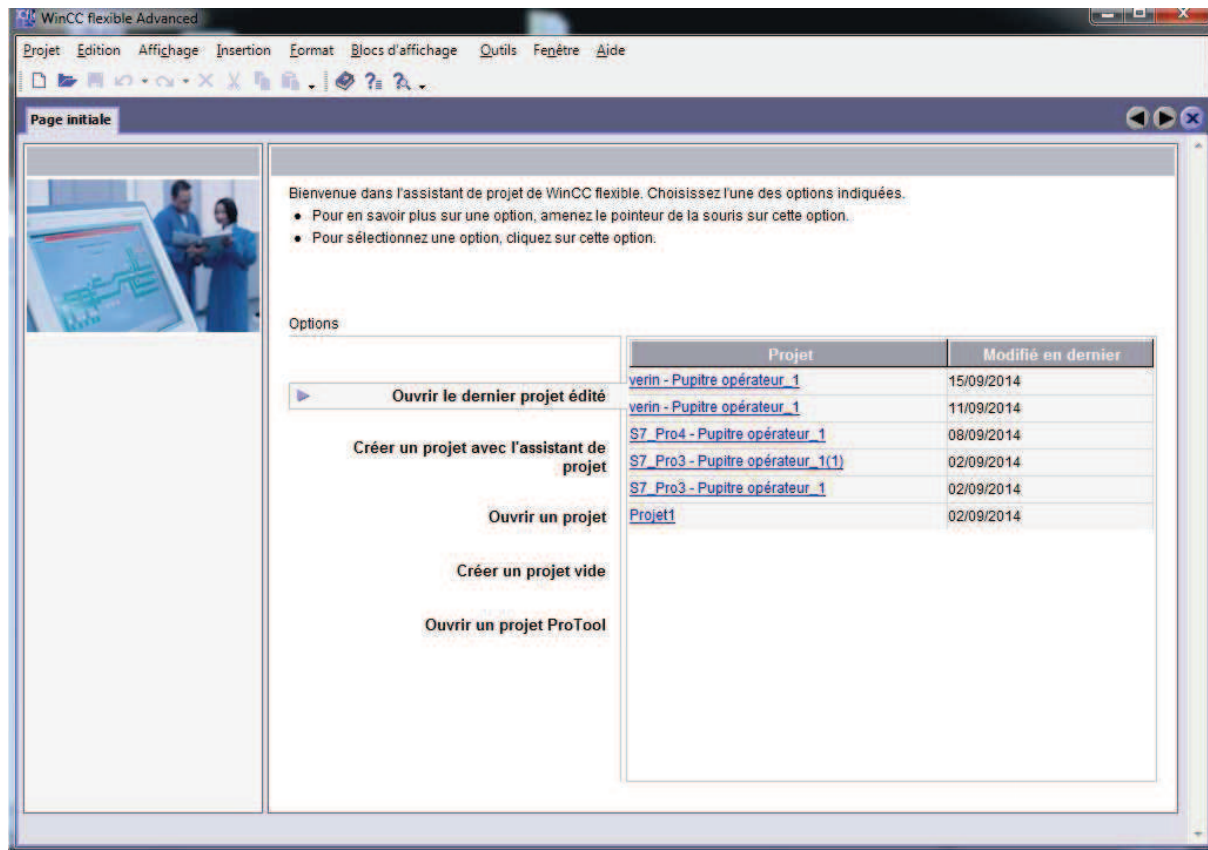 WinCC flexible Advanced
Projet Edition Affichage Insertion Format Blocs d'affichage Outils Fenêtre Aide
Page initiale
Bienvenue dans l'assistant de projet de WinCC flexible. Choisissez l'une des options indiquées.
• Pour en savoir plus sur une option, amenez le pointeur de la souris sur cette option.
• Pour sélectionnez une option, cliquez sur cette option.
Options
Projet Modifié en dernier
Ouvrir le dernier projet édité
verin - Pupitre opérateur_1 15/09/2014
verin - Pupitre opérateur_1 11/09/2014
Créer un projet avec l'assistant de
projet
S7_Pro4 - Pupitre opérateur_1 08/09/2014
S7_Pro3 - Pupitre opérateur_1(1) 02/09/2014
S7_Pro3 - Pupitre opérateur_1 02/09/2014
Ouvrir un projet
Projet1 02/09/2014
Créer un projet vide
Ouvrir un projet ProTool